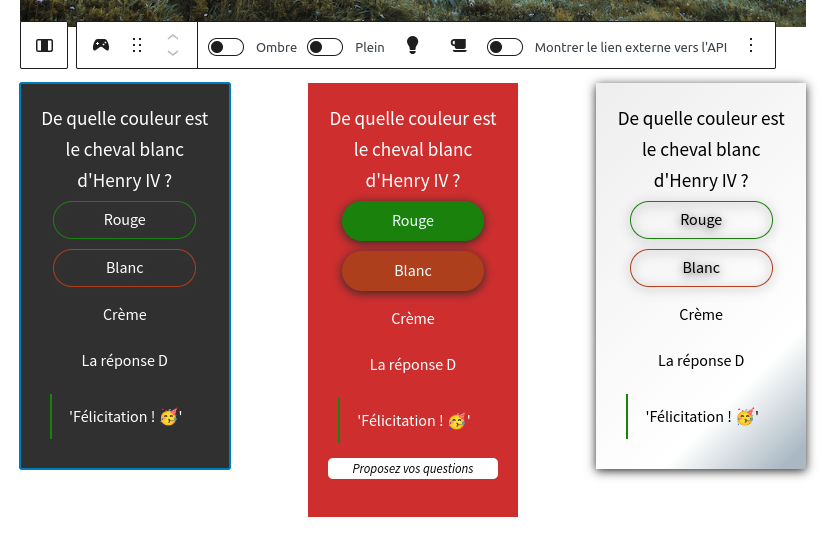 Ombre
Plein
Montrer le lien externe vers l'API
De quelle couleur est
le cheval blanc
d'Henry IV ?
Rouge
Blanc
Crème
La réponse D
'Félicitation ! 🥳'
De quelle couleur est
le cheval blanc
d'Henry IV ?
Rouge
Blanc
Crème
La réponse D
'Félicitation ! 🥳'
Proposez vos questions
De quelle couleur est
le cheval blanc
d'Henry IV ?
Rouge
Blanc
Crème
La réponse D
'Félicitation ! 🥳'